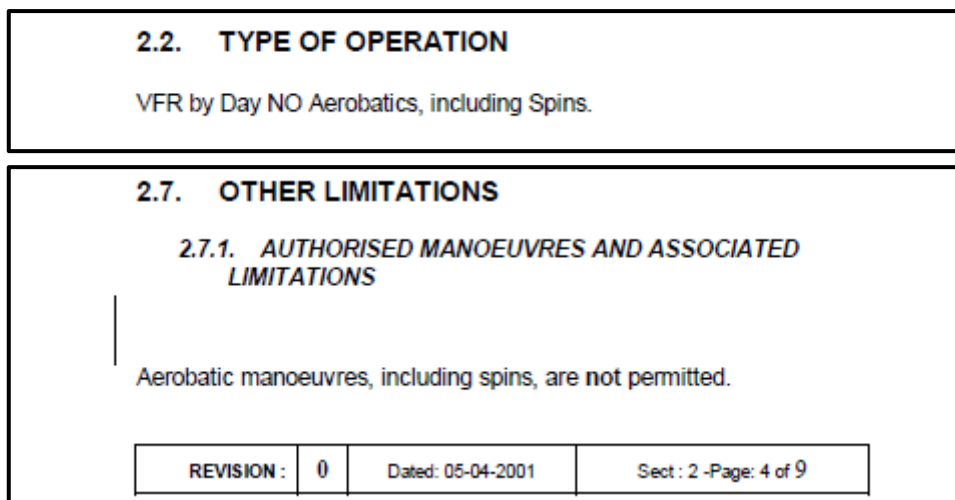 2.2. TYPE OF OPERATION
VFR by Day NO Aerobatics, including Spins.
2.7. OTHER LIMITATIONS
2.7.1. AUTHORISED MANOEUVRES AND ASSOCIATED
LIMITATIONS
Aerobatic manoeuvres, including spins, are not permitted.
REVISION : 0 Dated: 05-04-2001 Sect : 2 -Page: 4 of 9